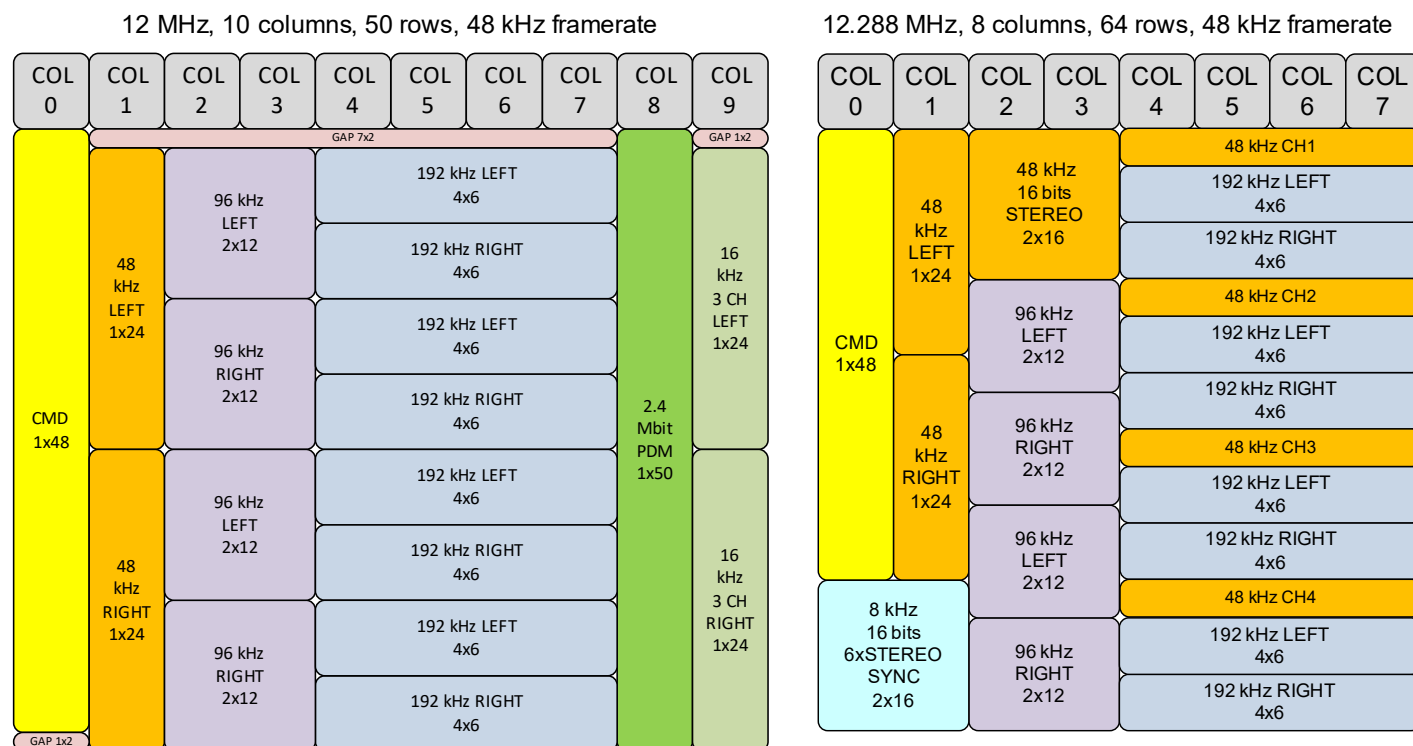 12 MHz, 10 columns, 50 rows, 48 kHz framerate
COL
0
COL
1
COL
2
COL
3
COL
4
COL
5
COL
6
COL
7
COL
8
COL
9
GAP 7x2
GAP 1x2
CMD
1x48
GAP 1x2
48
kHz
LEFT
1x24
48
kHz
RIGHT
1x24
96 kHz
LEFT
2x12
96 kHz
RIGHT
2x12
96 kHz
LEFT
2x12
96 kHz
RIGHT
2x12
192 kHz LEFT
4x6
192 kHz RIGHT
4x6
192 kHz LEFT
4x6
192 kHz RIGHT
4x6
192 kHz LEFT
4x6
192 kHz RIGHT
4x6
192 kHz LEFT
4x6
192 kHz RIGHT
4x6
2.4
Mbit
PDM
1x50
16
kHz
3 CH
LEFT
1x24
16
kHz
3 CH
RIGHT
1x24
12.288 MHz, 8 columns, 64 rows, 48 kHz framerate
COL
0
COL
1
COL
2
COL
3
COL
4
COL
5
COL
6
COL
7
CMD
1x48
8 kHz
16 bits
6xSTEREO
SYNC
2x16
48
kHz
LEFT
1x24
48
kHz
RIGHT
1x24
48 kHz
16 bits
STEREO
2x16
96 kHz
LEFT
2x12
96 kHz
RIGHT
2x12
96 kHz
LEFT
2x12
96 kHz
RIGHT
2x12
48 kHz CH1
192 kHz LEFT
4x6
192 kHz RIGHT
4x6
48 kHz CH2
192 kHz LEFT
4x6
192 kHz RIGHT
4x6
48 kHz CH3
192 kHz LEFT
4x6
192 kHz RIGHT
4x6
48 kHz CH4
192 kHz LEFT
4x6
192 kHz RIGHT
4x6